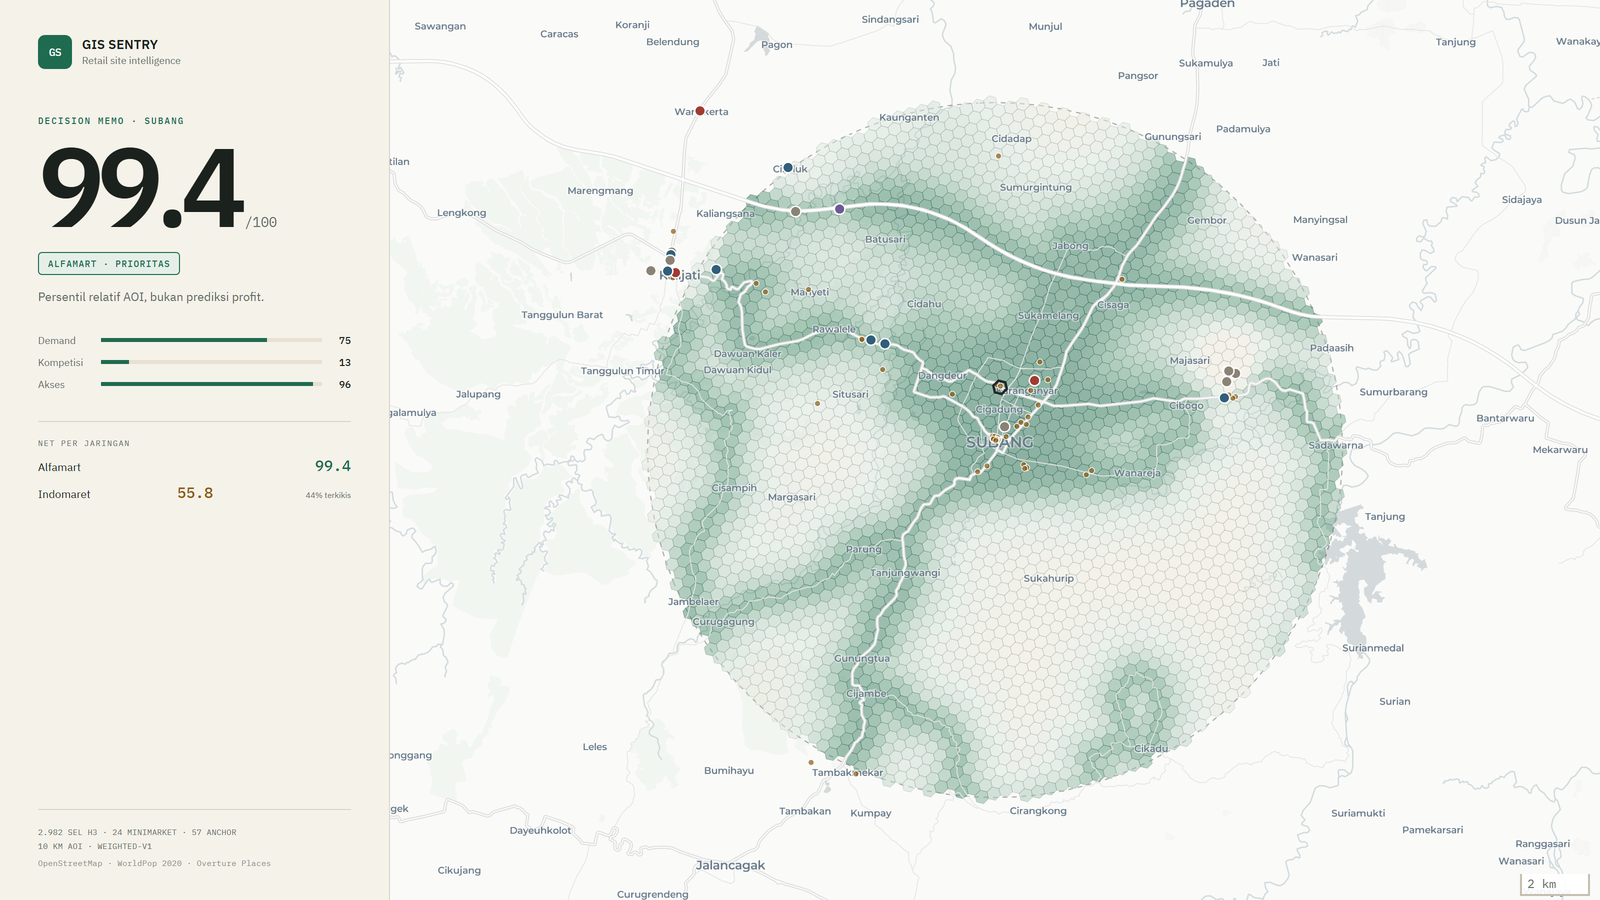 GS
GIS SENTRY
Retail site intelligence
DECISION MEMO · SUBANG
99.4
/100
ALFAMART · PRIORITAS
Persentil relatif AOI, bukan prediksi profit.
Demand 75
Kompetisi 13
Akses 96
NET PER JARINGAN
Alfamart 99.4
Indomaret 55.8 44% terkikis
2.982 SEL H3 · 24 MINIMARKET · 57 ANCHOR
10 KM AOI · WEIGHTED-V1
OpenStreetMap · WorldPop 2020 · Overture Places
Pagaden
Sawangan
Koranji
Sindangsari
Munjul
Caracas
Belendung
Pagon
Tanjung
Wanakay
Sukamulya
Jati
Pangsor
Kaunganten
Cidadap
Gunungsari
Padamulya
Marengmang
Sumurgintung
Sidajaya
Lengkong
Kaliangsana
Gembor
Manyingsal
Dusun Ja
Batusari
Jabong
Wanasari
Manyeti
Cidahu
Cisaga
Tanggulun Barat
Sukamelang
Rawalele
Dawuan Kaler
Padaasih
Majasari
Tanggulun Timur
Dawuan Kidul
Dangdeur
Jalupang
Situsari
Sukurbarang
Cigadung
Cibogo
galamulya
Bantarwaru
SUBANG
Sadawarna
Mekarwaru
Wanareja
Cisampih
Margasari
Tanjung
Parung
Tanjungwangi
Sukahurip
Jambelaer
Curugagung
Surianmedal
Gunungtua
Cijambe
Surian
Leles
Cikadu
onggang
Bumihayu
gek
Tambakan
Kumpay
Cirangkong
Suriamukti
Dayeuhkolot
Pamekarsari
Ranggasari
Jalancagak
Wanasari
Cikujang
Curugrendeng
2 km